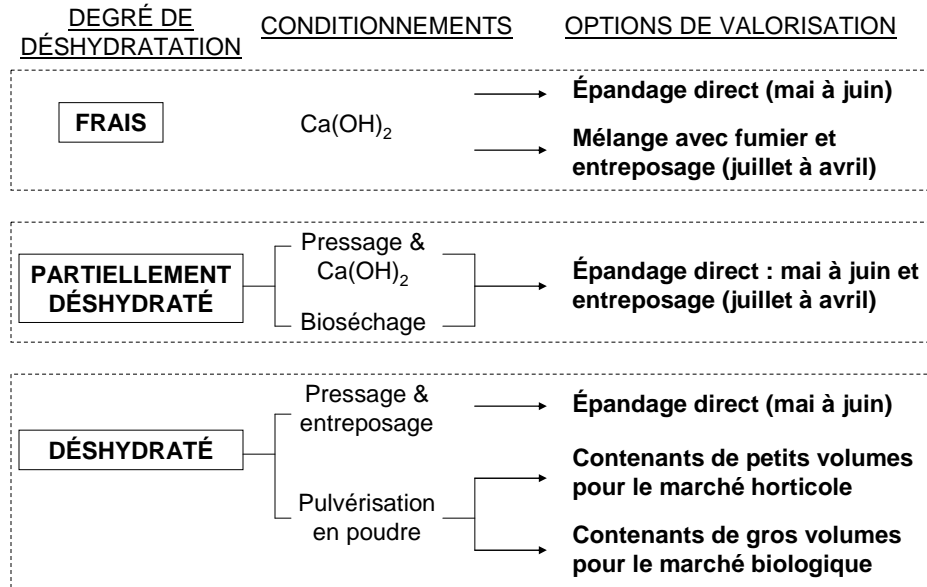 DEGRÉ DE
DÉSHYDRATATION
CONDITIONNEMENTS
OPTIONS DE VALORISATION
FRAIS
Ca(OH)2
Épandage direct (mai à juin)
Mélange avec fumier et
entreposage (juillet à avril)
PARTIELLEMENT
DÉSHYDRATÉ
Pressage &
Ca(OH)2
Bioséchage
Épandage direct : mai à juin et
entreposage (juillet à avril)
DÉSHYDRATÉ
Pressage &
entreposage
Épandage direct (mai à juin)
Pulvérisation
en poudre
Contenants de petits volumes
pour le marché horticole
Contenants de gros volumes
pour le marché biologique